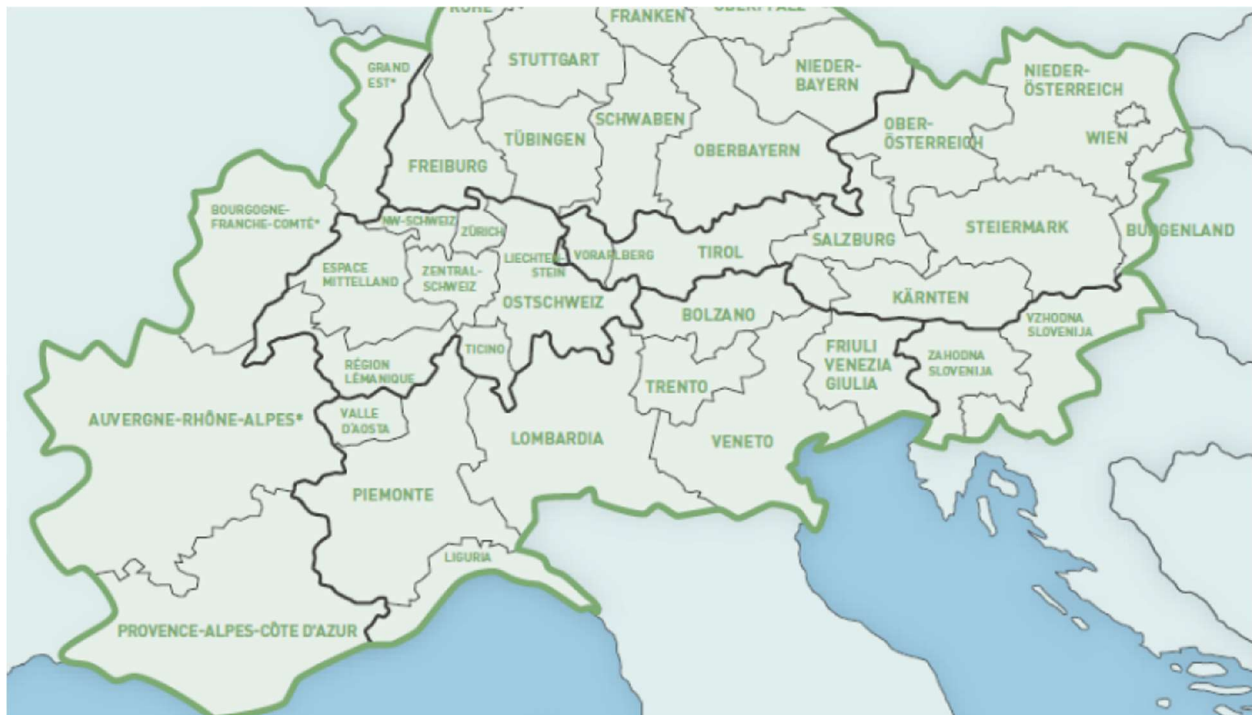 FRANKEN
STUTTGART
GRAND
EST*
NIEDER-
BAYERN
NIEDER-
ÖSTERREICH
SCHWABEN
TÜBINGEN
OBER-
ÖSTERREICH
WIEN
OBERBAYERN
FREIBURG
BOURGOGNE-
FRANCHE-COMTÉ*
NW-SCHWEIZ
ZÜRICH
STEIERMARK
BURGENLAND
SALZBURG
TIROL
VORARLBERG
LIECHTEN-
STEIN
ESPACE
MITTELLAND
ZENTRAL-
SCHWEIZ
OSTSCHWEIZ
KÄRNTEN
BOLZANO
VZHODNA
SLOVENIJA
TICINO
FRIULI
VENEZIA
GIULIA
ZAHODNA
SLOVENIJA
RÉGION
LÉMANIQUE
TRENTO
AUVERGNE-RHÔNE-ALPES*
VALLE
D'AOSTA
LOMBARDIA
VENETO
PIEMONTE
LIGURIA
PROVENCE-ALPES-CÔTE D'AZUR